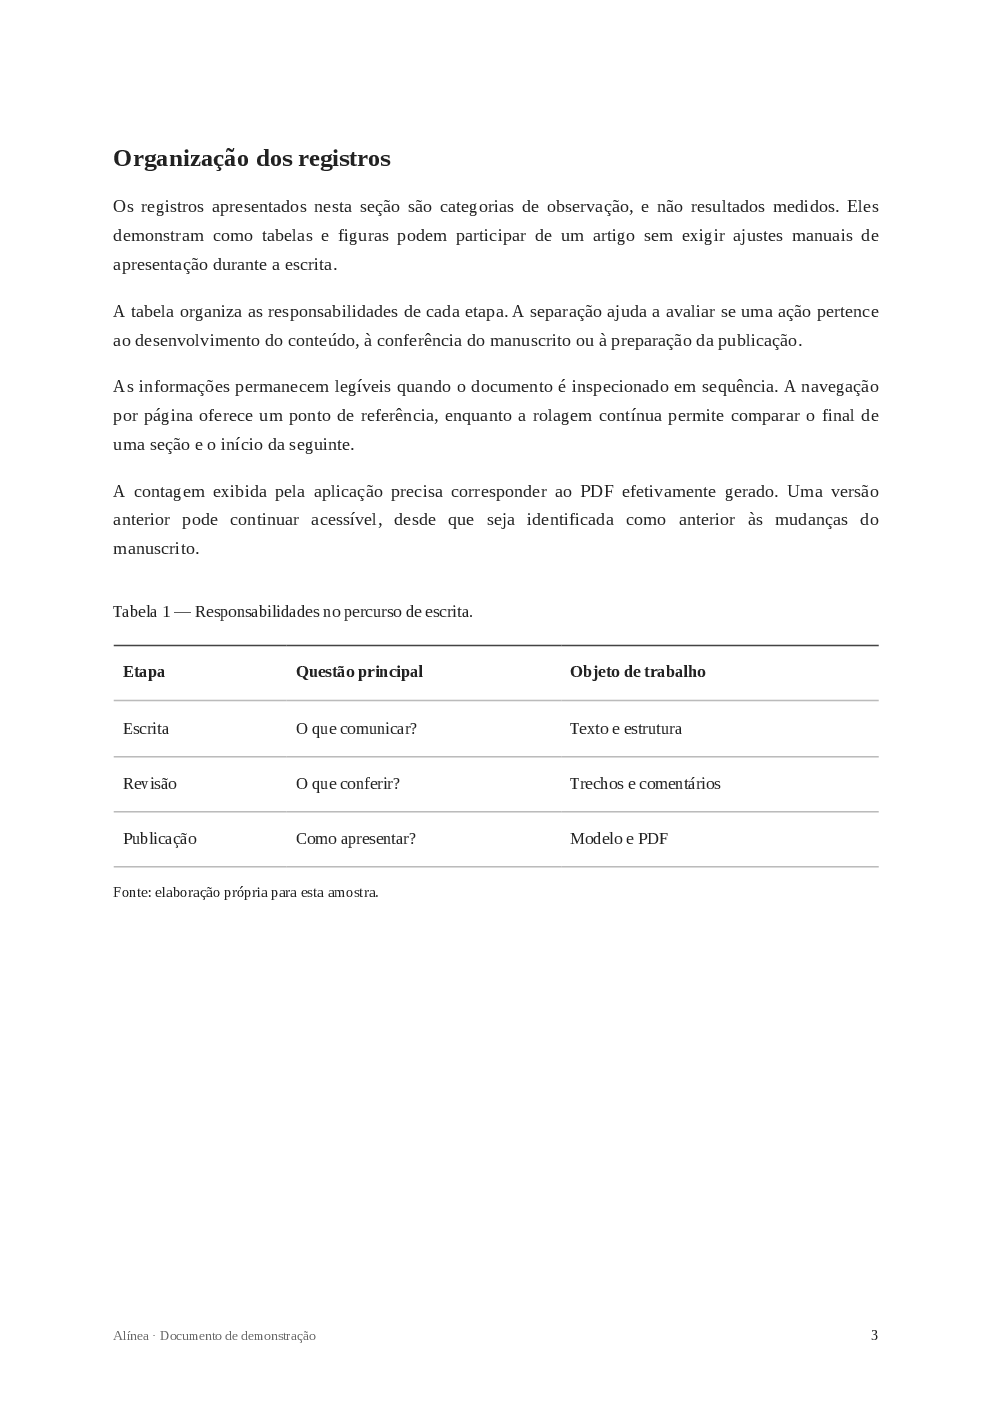 Organização dos registros
Os registros apresentados nesta seção são categorias de observação, e não resultados medidos. Eles
demonstram como tabelas e figuras podem participar de um artigo sem exigir ajustes manuais de
apresentação durante a escrita.
A tabela organiza as responsabilidades de cada etapa. A separação ajuda a avaliar se uma ação pertence
ao desenvolvimento do conteúdo, à conferência do manuscrito ou à preparação da publicação.
As informações permanecem legíveis quando o documento é inspecionado em sequência. A navegação
por página oferece um ponto de referência, enquanto a rolagem contínua permite comparar o final de
uma seção e o início da seguinte.
A contagem exibida pela aplicação precisa corresponder ao PDF efetivamente gerado. Uma versão
anterior pode continuar acessível, desde que seja identificada como anterior às mudanças do
manuscrito.
Tabela 1 — Responsabilidades no percurso de escrita.
Etapa Questão principal Objeto de trabalho
Escrita O que comunicar? Texto e estrutura
Revisão O que conferir? Trechos e comentários
Publicação Como apresentar? Modelo e PDF
Fonte: elaboração própria para esta amostra.
Alínea · Documento de demonstração 3